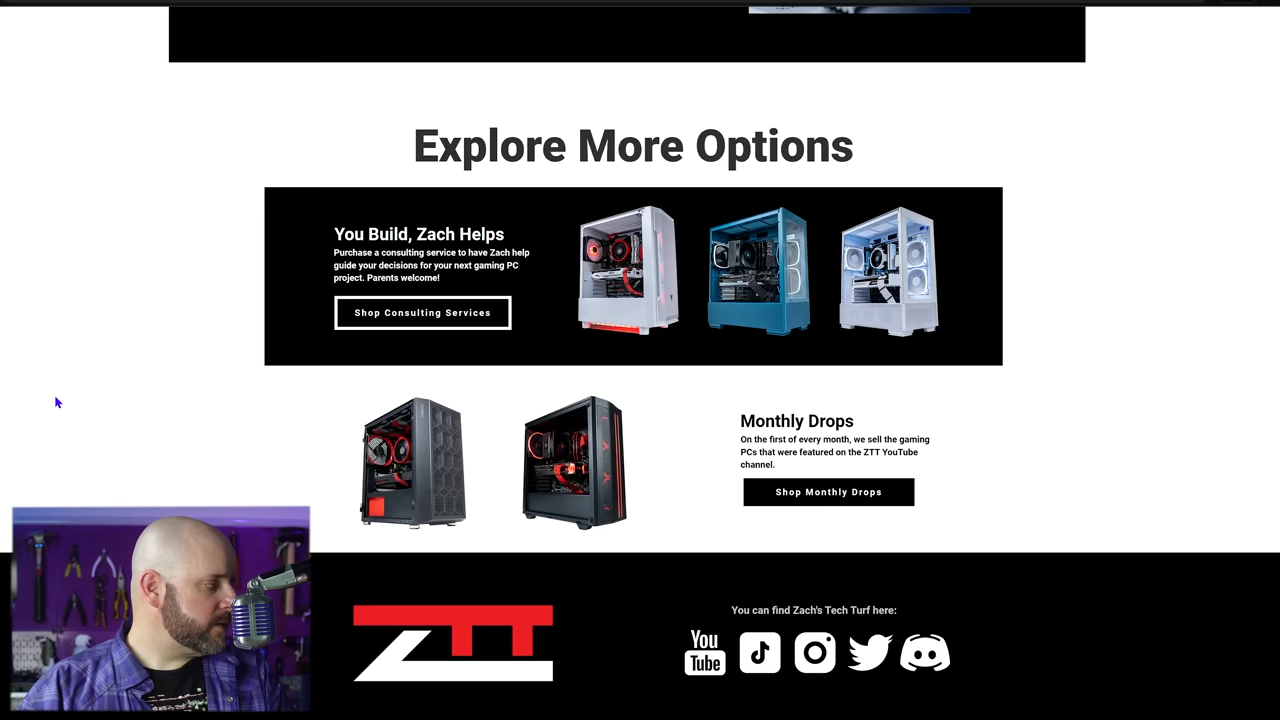 Explore More Options
You Build, Zach Helps
Purchase a consulting service to have Zach help
guide your decisions for your next gaming PC
project. Parents welcome!
Shop Consulting Services
Monthly Drops
On the first of every month, we sell the gaming
PCs that were featured on the ZTT YouTube
channel.
Shop Monthly Drops
ZTT
You can find Zach's Tech Turf here:
You
Tube